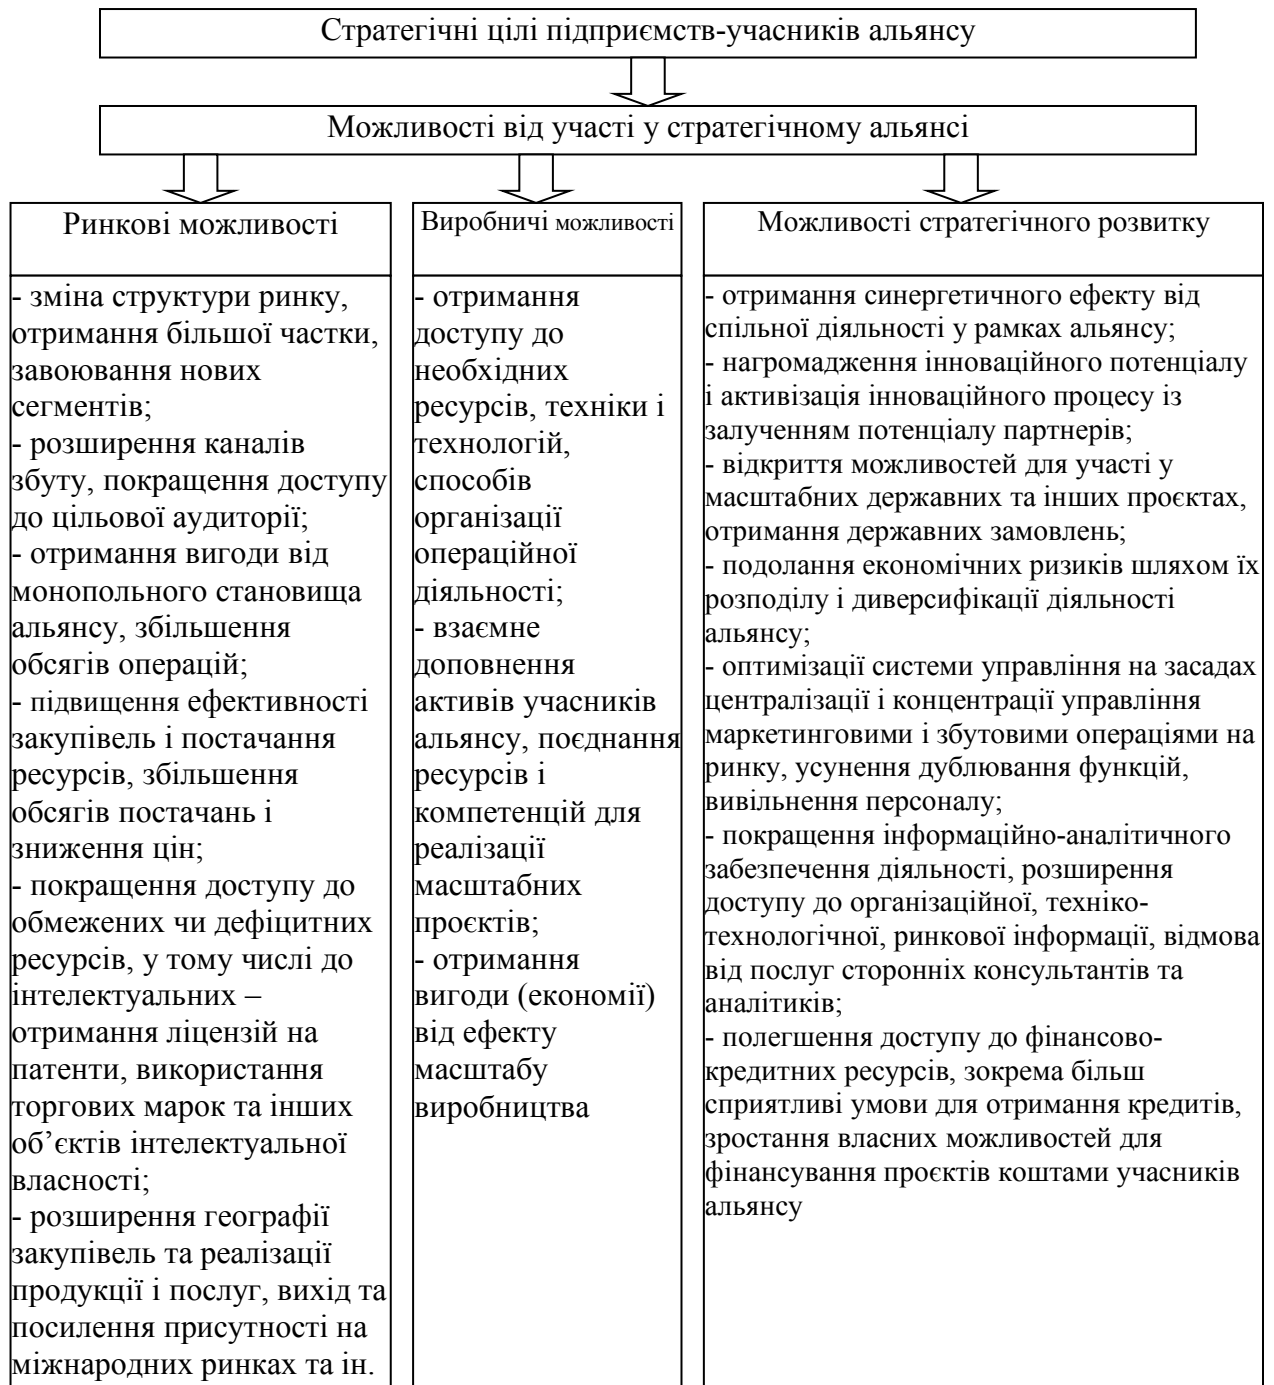 Стратегічні цілі підприємств-учасників альянсу
Можливості від участі у стратегічному альянсі
Ринкові можливості
- зміна структури ринку,
отримання більшої частки,
завоювання нових
сегментів;
- розширення каналів
збуту, покращення доступу
до цільової аудиторії;
- отримання вигоди від
монопольного становища
альянсу, збільшення
обсягів операцій;
- підвищення ефективності
закупівель і постачання
ресурсів, збільшення
обсягів постачань і
зниження цін;
- покращення доступу до
обмежених чи дефіцитних
ресурсів, у тому числі до
інтелектуальних –
отримання ліцензій на
патенти, використання
торгових марок та інших
об’єктів інтелектуальної
власності;
- розширення географії
закупівель та реалізації
продукції і послуг, вихід та
посилення присутності на
міжнародних ринках та ін.
Виробничі можливості
- отримання
доступу до
необхідних
ресурсів, техніки і
технологій,
способів
організації
операційної
діяльності;
- взаємне
доповнення
активів учасників
альянсу, поєднання
ресурсів і
компетенцій для
реалізації
масштабних
проєктів;
- отримання
вигоди (економії)
від ефекту
масштабу
виробництва
Можливості стратегічного розвитку
- отримання синергетичного ефекту від
спільної діяльності у рамках альянсу;
- нагромадження інноваційного потенціалу
і активізація інноваційного процесу із
залученням потенціалу партнерів;
- відкриття можливостей для участі у
масштабних державних та інших проєктах,
отримання державних замовлень;
- подолання економічних ризиків шляхом їх
розподілу і диверсифікації діяльності
альянсу;
- оптимізації системи управління на засадах
централізації і концентрації управління
маркетинговими і збутовими операціями на
ринку, усунення дублювання функцій,
вивільнення персоналу;
- покращення інформаційно-аналітичного
забезпечення діяльності, розширення
доступу до організаційної, техніко-
технологічної, ринкової інформації, відмова
від послуг сторонніх консультантів та
аналітиків;
- полегшення доступу до фінансово-
кредитних ресурсів, зокрема більш
сприятливі умови для отримання кредитів,
зростання власних можливостей для
фінансування проєктів коштами учасників
альянсу